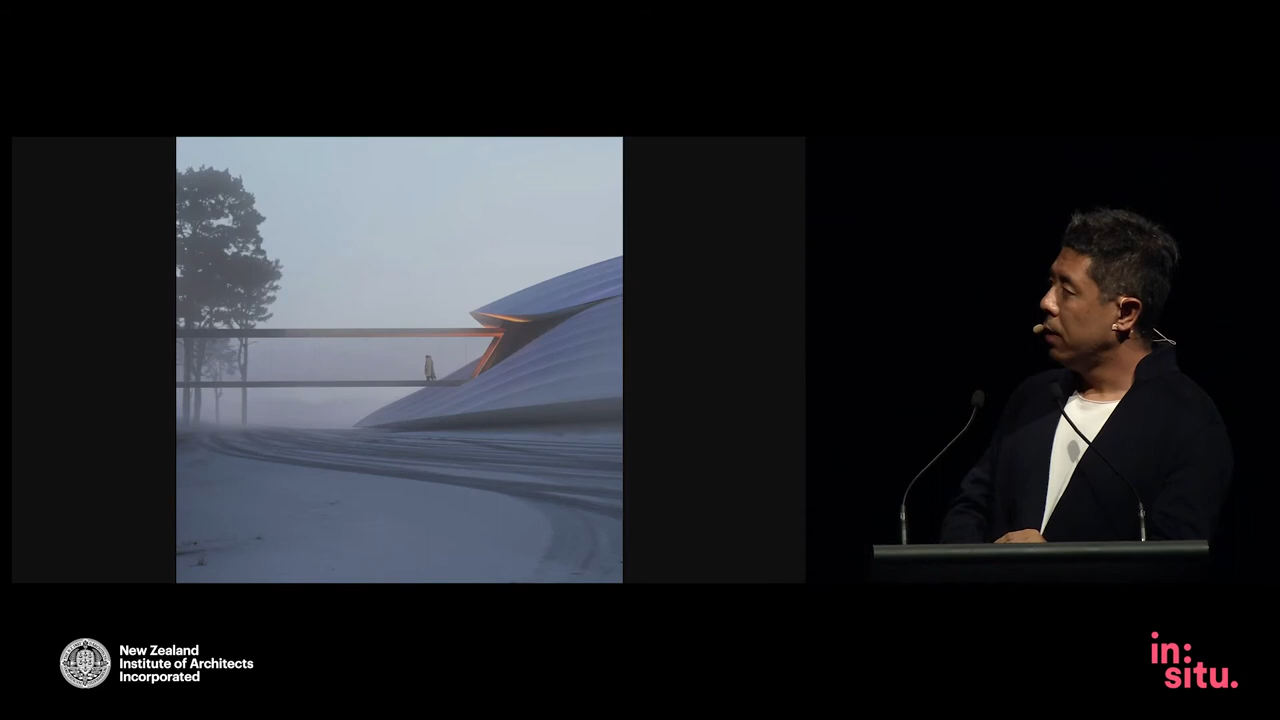 New Zealand
Institute of Architects
Incorporated
in:
situ.